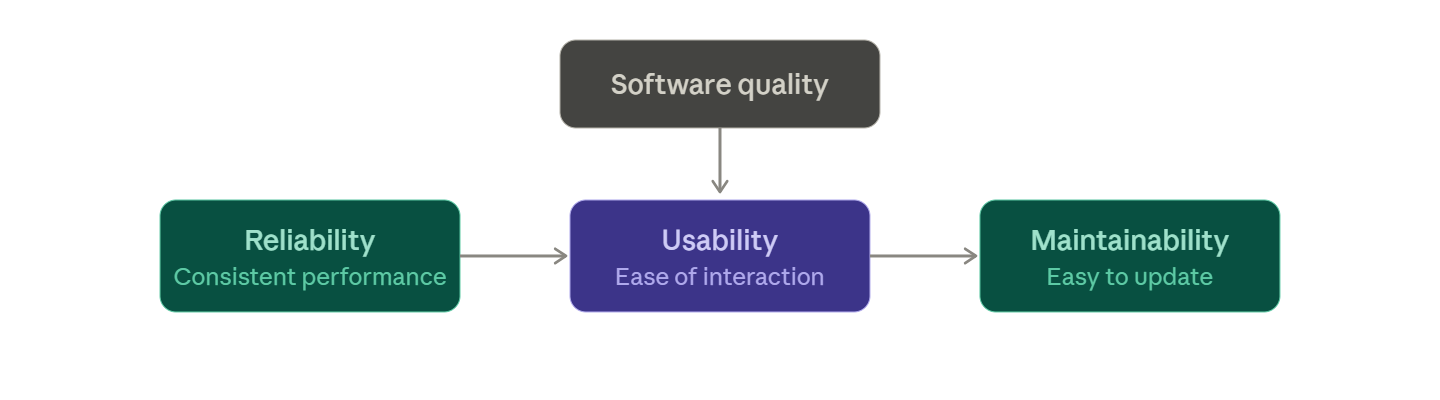 Software quality
Reliability
Consistent performance
Usability
Ease of interaction
Maintainability
Easy to update